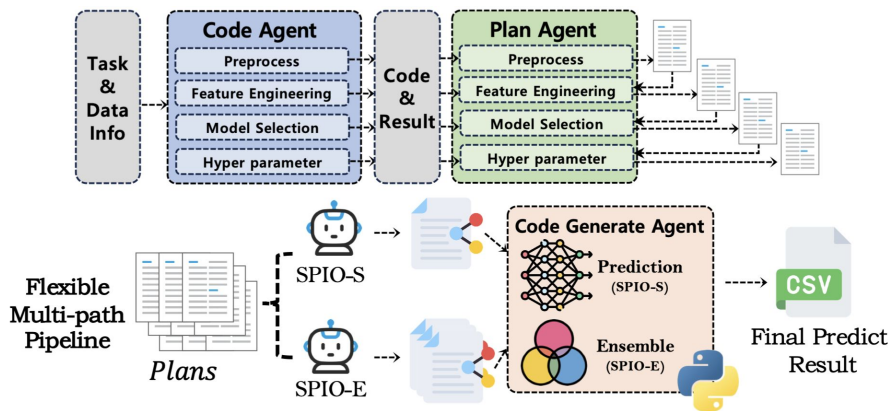 Task
&
Data
Info
Code Agent
Preprocess
Feature Engineering
Model Selection
Hyper parameter
Code
&
Result
Plan Agent
Preprocess
Feature Engineering
Model Selection
Hyper parameter
Flexible
Multi-path
Pipeline
Plans
SPIO-S
SPIO-E
Code Generate Agent
Prediction
(SPIO-S)
Ensemble
(SPIO-E)
CSV
Final Predict
Result